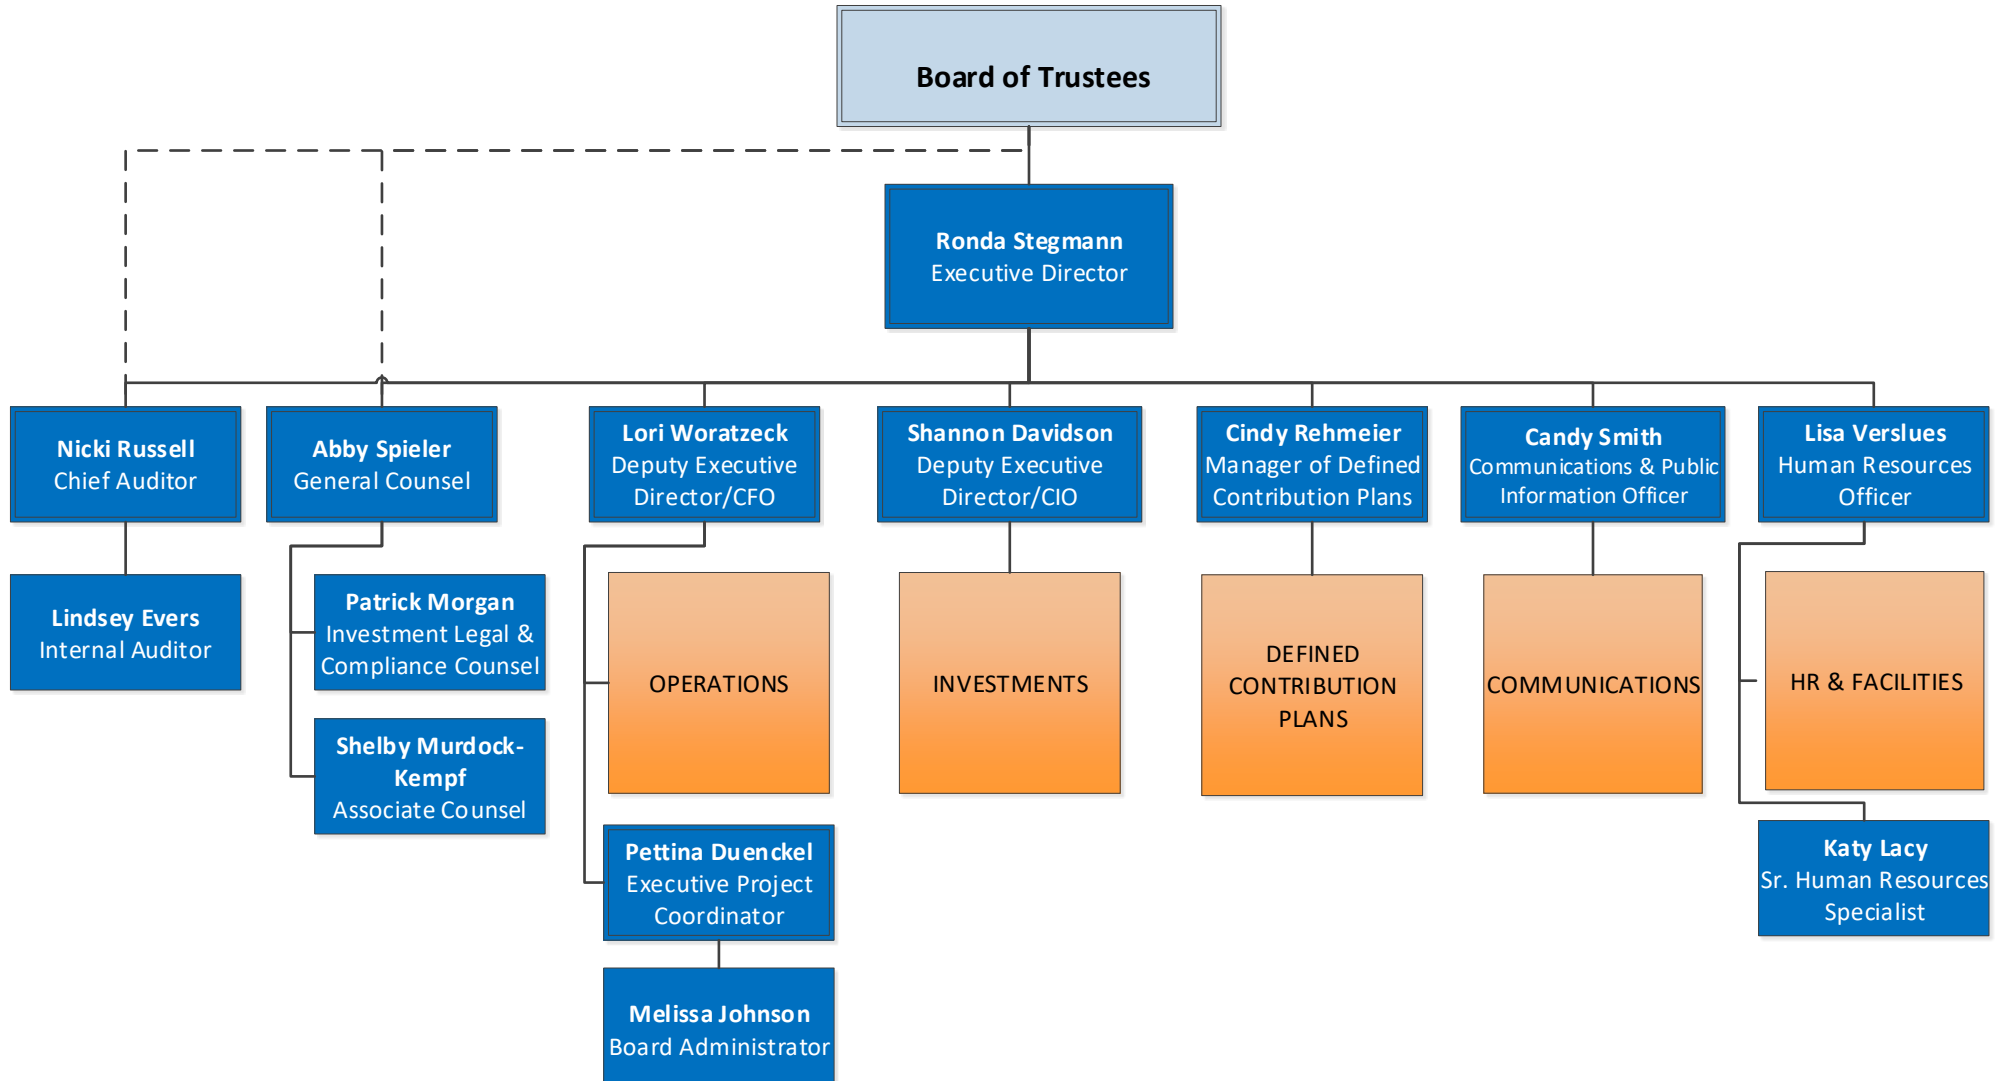 Board of Trustees
Ronda Stegmann
Executive Director
Nicki Russell
Chief Auditor
Abby Spieler
General Counsel
Lori Woratzeck
Deputy Executive
Director/CFO
Shannon Davidson
Deputy Executive
Director/CIO
Cindy Rehmeier
Manager of Defined
Contribution Plans
Candy Smith
Communications & Public
Information Officer
Lisa Verslues
Human Resources
Officer
Lindsey Evers
Internal Auditor
Patrick Morgan
Investment Legal &
Compliance Counsel
Shelby Murdock-
Kempf
Associate Counsel
OPERATIONS
INVESTMENTS
DEFINED
CONTRIBUTION
PLANS
COMMUNICATIONS
HR & FACILITIES
Pettina Duenckel
Executive Project
Coordinator
Katy Lacy
Sr. Human Resources
Specialist
Melissa Johnson
Board Administrator